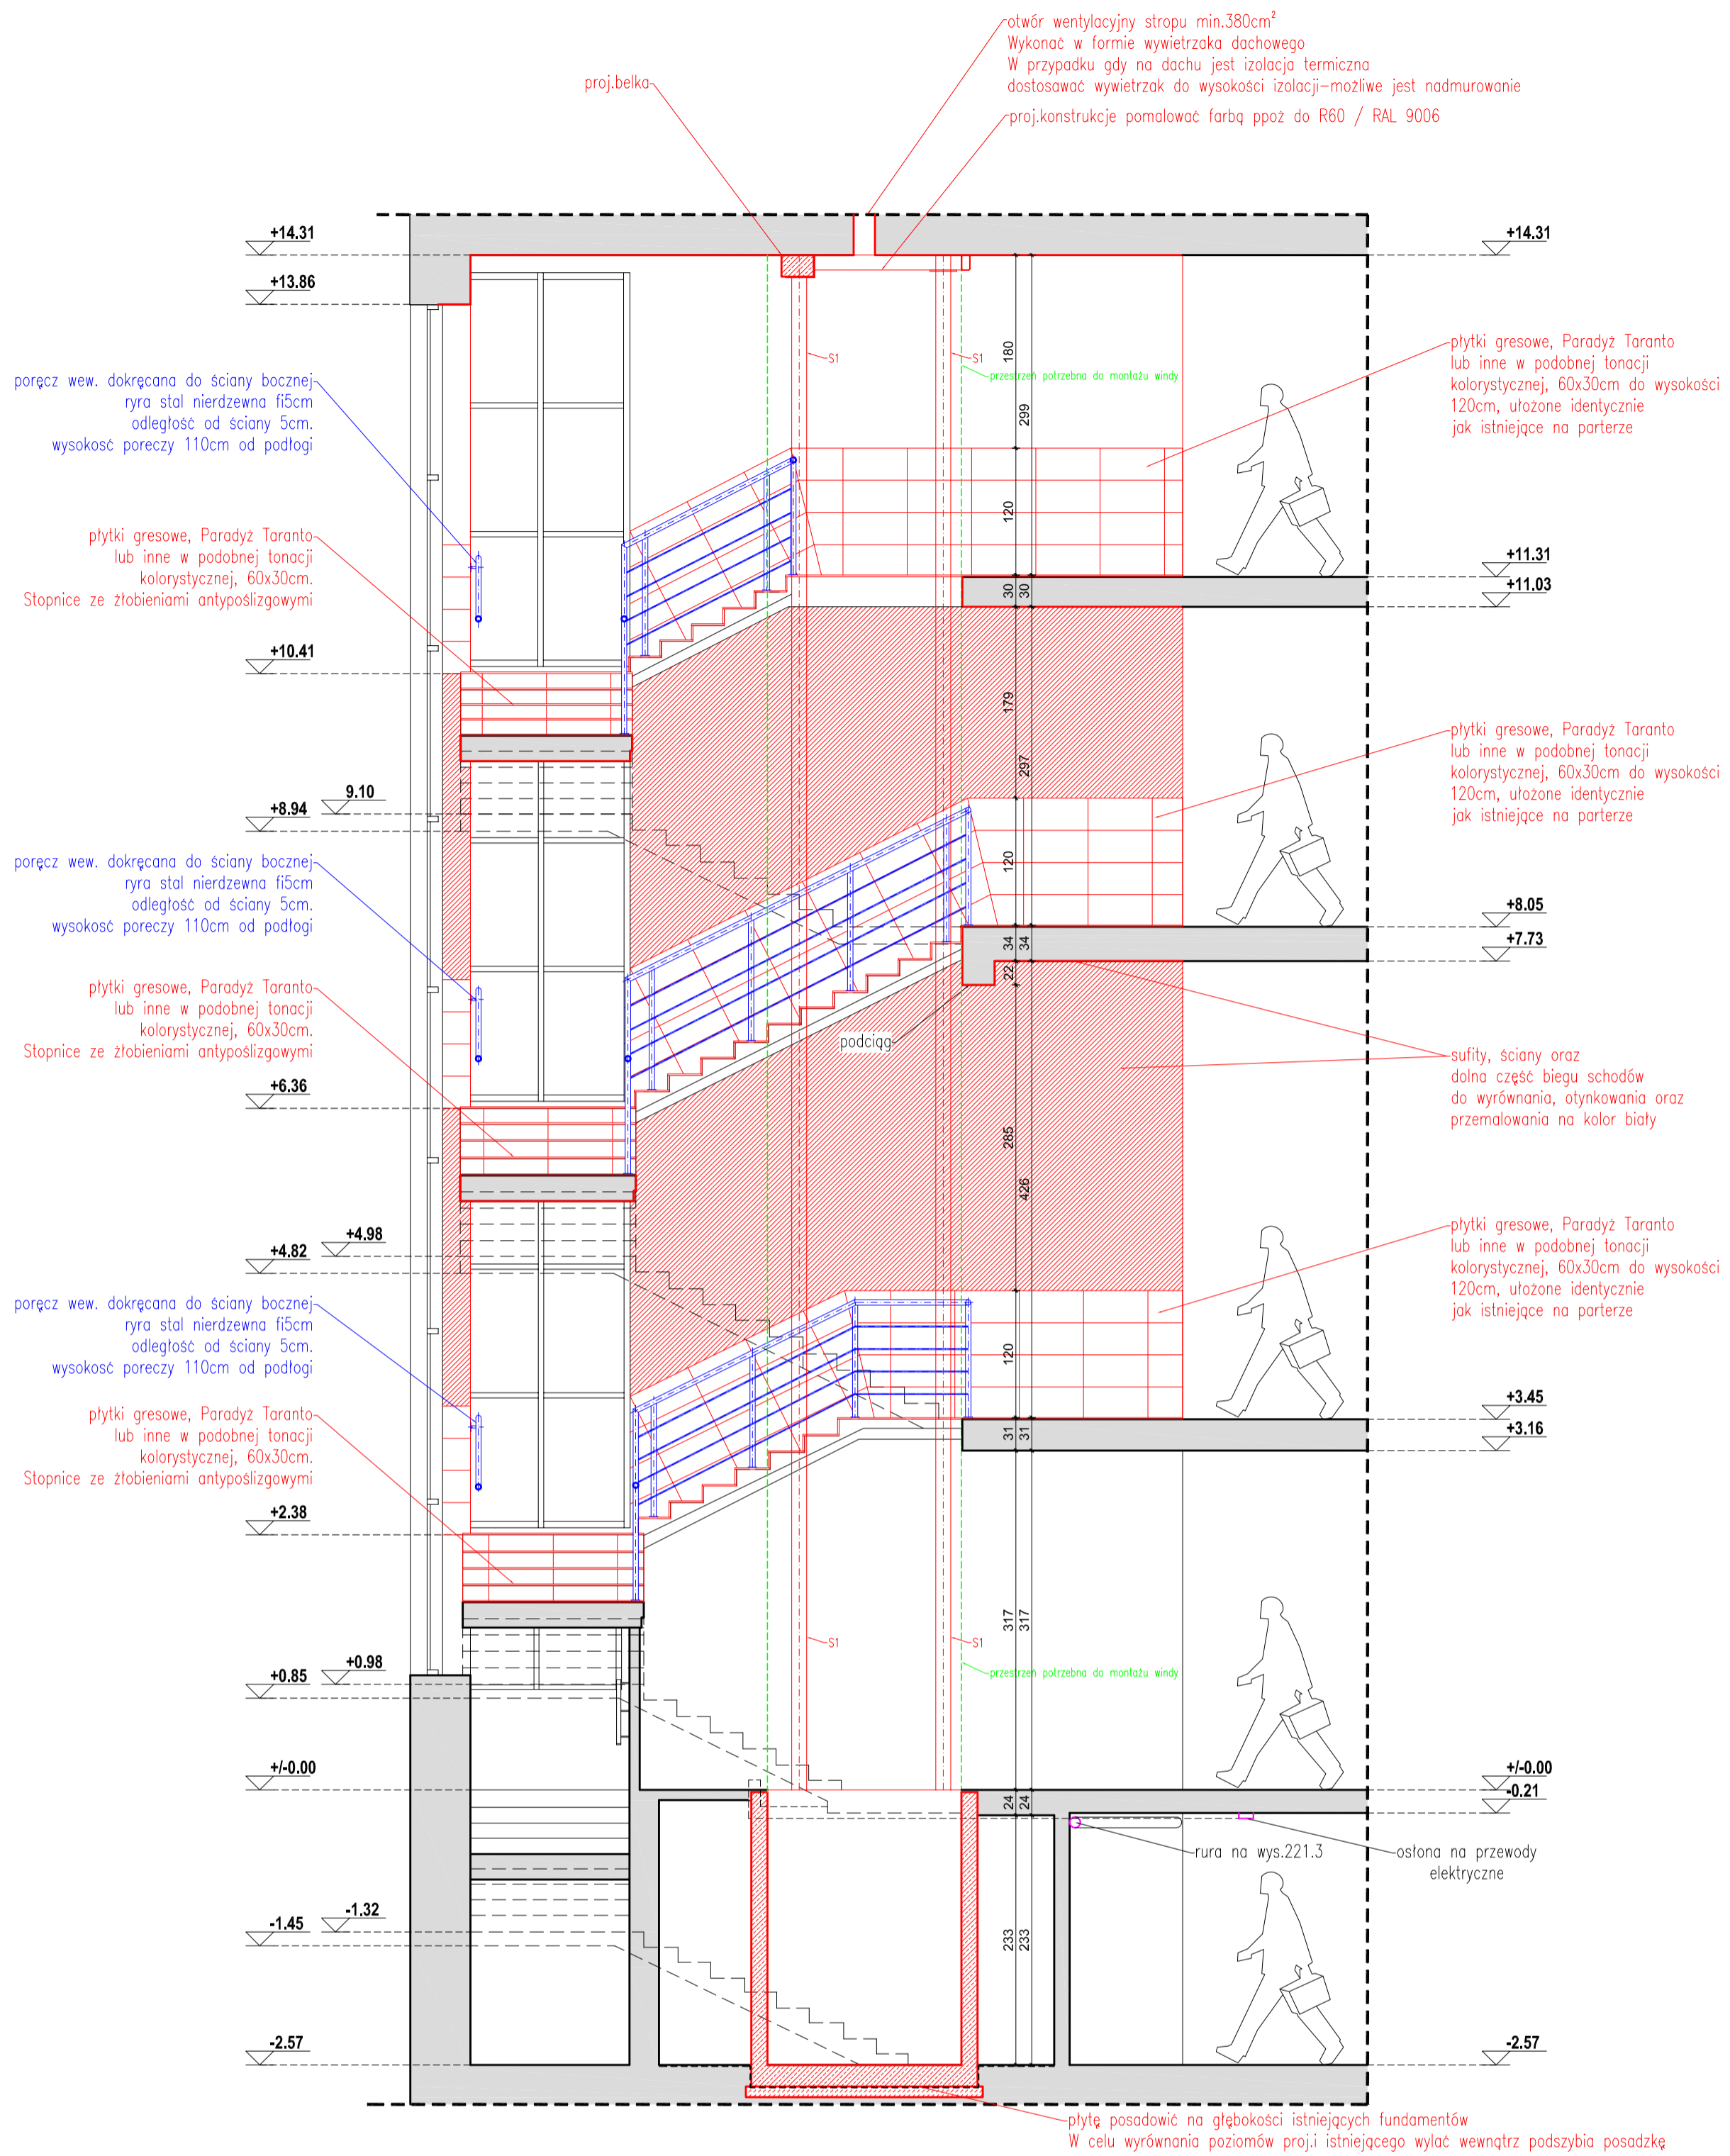 otwór wentylacyjny stropu min.380cm²
Wykonać w formie wywietrzaka dachowego
W przypadku gdy na dachu jest izolacja termiczna
dostosawać wywietrzak do wysokości izolacji-możliwe jest nadmurowanie
proj.belka
proj.konstrukcje pomalować farbą ppoż do R60 / RAL 9006
+14.31
+14.31
+13.86
S1
S1
180
299
przestrzeń potrzebna do montażu windy
płytki gresowe, Paradyż Taranto
lub inne w podobnej tonacji
kolorystycznej, 60x30cm do wysokości
120cm, ułożone identycznie
jak istniejące na parterze
poręcz wew. dokręcana do ściany bocznej
ryra stal nierdzewna fi5cm
odległość od ściany 5cm.
wysokosć poreczy 110cm od podłogi
120
płytki gresowe, Paradyż Taranto
lub inne w podobnej tonacji
kolorystycznej, 60x30cm.
Stopnice ze żłobieniami antypoślizgowymi
+11.31
+11.03
30
30
+10.41
179
297
płytki gresowe, Paradyż Taranto
lub inne w podobnej tonacji
kolorystycznej, 60x30cm do wysokości
120cm, ułożone identycznie
jak istniejące na parterze
9.10
+8.94
120
poręcz wew. dokręcana do ściany bocznej
ryra stal nierdzewna fi5cm
odległość od ściany 5cm.
wysokosć poreczy 110cm od podłogi
+8.05
+7.73
34
34
22
płytki gresowe, Paradyż Taranto
lub inne w podobnej tonacji
kolorystycznej, 60x30cm.
Stopnice ze żłobieniami antypoślizgowymi
podciąg
sufity, ściany oraz
dolna część biegu schodów
do wyrównania, otynkowania oraz
przemalowania na kolor biały
+6.36
285
426
+4.98
+4.82
płytki gresowe, Paradyż Taranto
lub inne w podobnej tonacji
kolorystycznej, 60x30cm do wysokości
120cm, ułożone identycznie
jak istniejące na parterze
poręcz wew. dokręcana do ściany bocznej
ryra stal nierdzewna fi5cm
odległość od ściany 5cm.
wysokosć poreczy 110cm od podłogi
120
płytki gresowe, Paradyż Taranto
lub inne w podobnej tonacji
kolorystycznej, 60x30cm.
Stopnice ze żłobieniami antypoślizgowymi
+3.45
+3.16
31
31
+2.38
317
317
S1
S1
przestrzeń potrzebna do montażu windy
+0.98
+0.85
+/-0.00
+/-0.00
-0.21
24
24
rura na wys.221.3
osłona na przewody
elektryczne
-1.32
-1.45
233
233
-2.57
-2.57
płytę posadowić na głębokości istniejących fundamentów
W celu wyrównania poziomów proj.i istniejącego wylać wewnątrz podszybia posadzkę